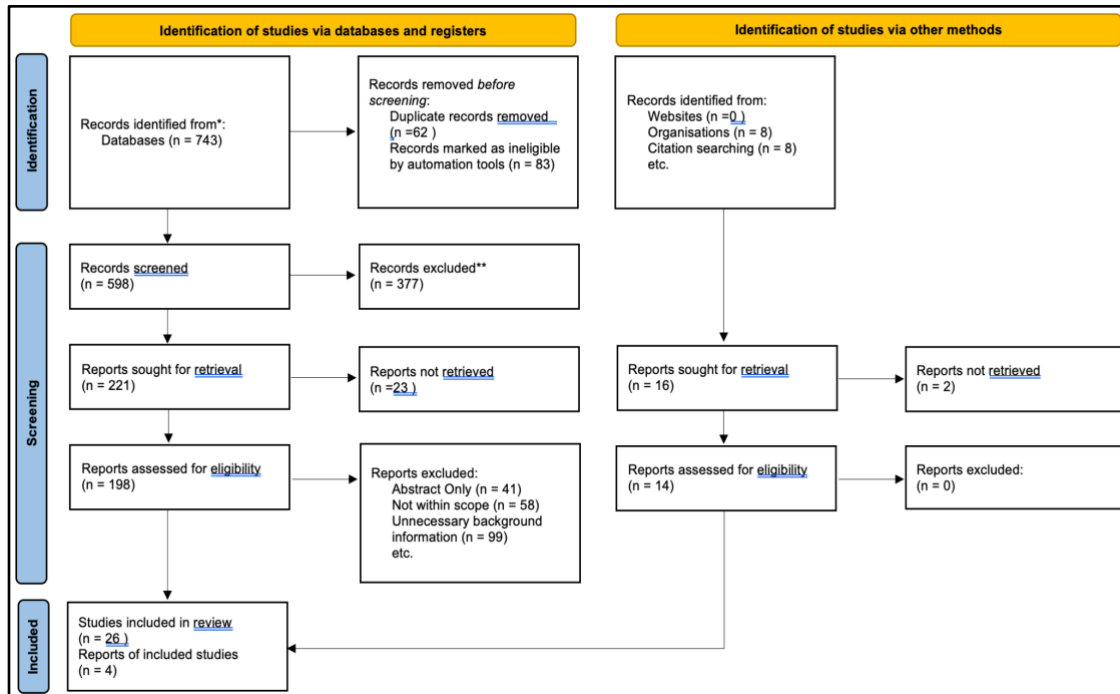 Identification of studies via databases and registers
Identification of studies via other methods
Identification
Records identified from*:
Databases (n = 743)
Records removed before
screening:
Duplicate records removed
(n =62 )
Records marked as ineligible
by automation tools (n = 83)
Records identified from:
Websites (n =0 )
Organisations (n = 8)
Citation searching (n = 8)
etc.
Screening
Records screened
(n = 598)
Records excluded**
(n = 377)
Reports sought for retrieval
(n = 221)
Reports not retrieved
(n =23 )
Reports sought for retrieval
(n = 16)
Reports not retrieved
(n = 2)
Reports assessed for eligibility
(n = 198)
Reports excluded:
Abstract Only (n = 41)
Not within scope (n = 58)
Unnecessary background
information (n = 99)
etc.
Reports assessed for eligibility
(n = 14)
Reports excluded:
(n = 0)
Included
Studies included in review
(n = 26 )
Reports of included studies
(n = 4)